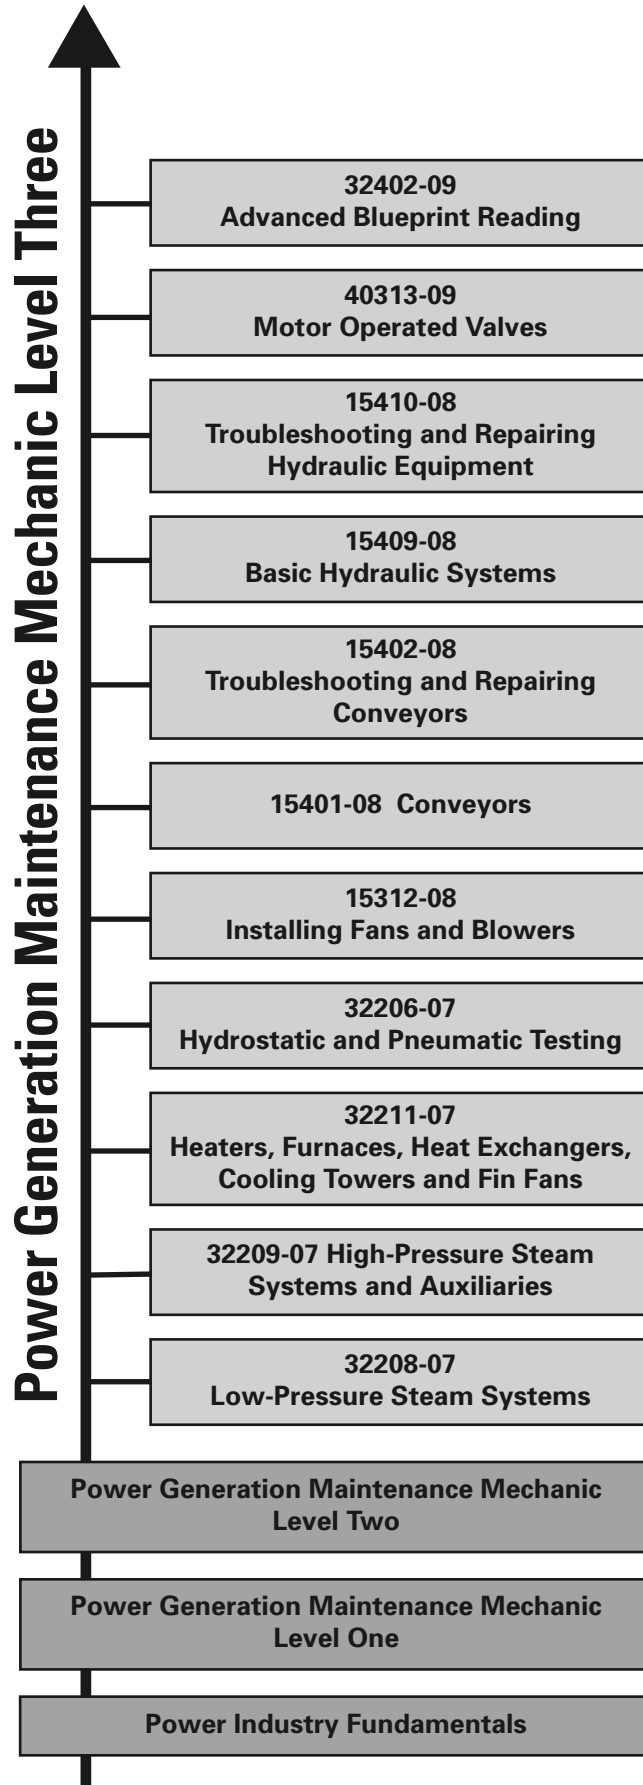 Power Generation Maintenance Mechanic Level Three
32402-09
Advanced Blueprint Reading
40313-09
Motor Operated Valves
15410-08
Troubleshooting and Repairing
Hydraulic Equipment
15409-08
Basic Hydraulic Systems
15402-08
Troubleshooting and Repairing
Conveyors
15401-08 Conveyors
15312-08
Installing Fans and Blowers
32206-07
Hydrostatic and Pneumatic Testing
32211-07
Heaters, Furnaces, Heat Exchangers,
Cooling Towers and Fin Fans
32209-07 High-Pressure Steam
Systems and Auxiliaries
32208-07
Low-Pressure Steam Systems
Power Generation Maintenance Mechanic
Level Two
Power Generation Maintenance Mechanic
Level One
Power Industry Fundamentals